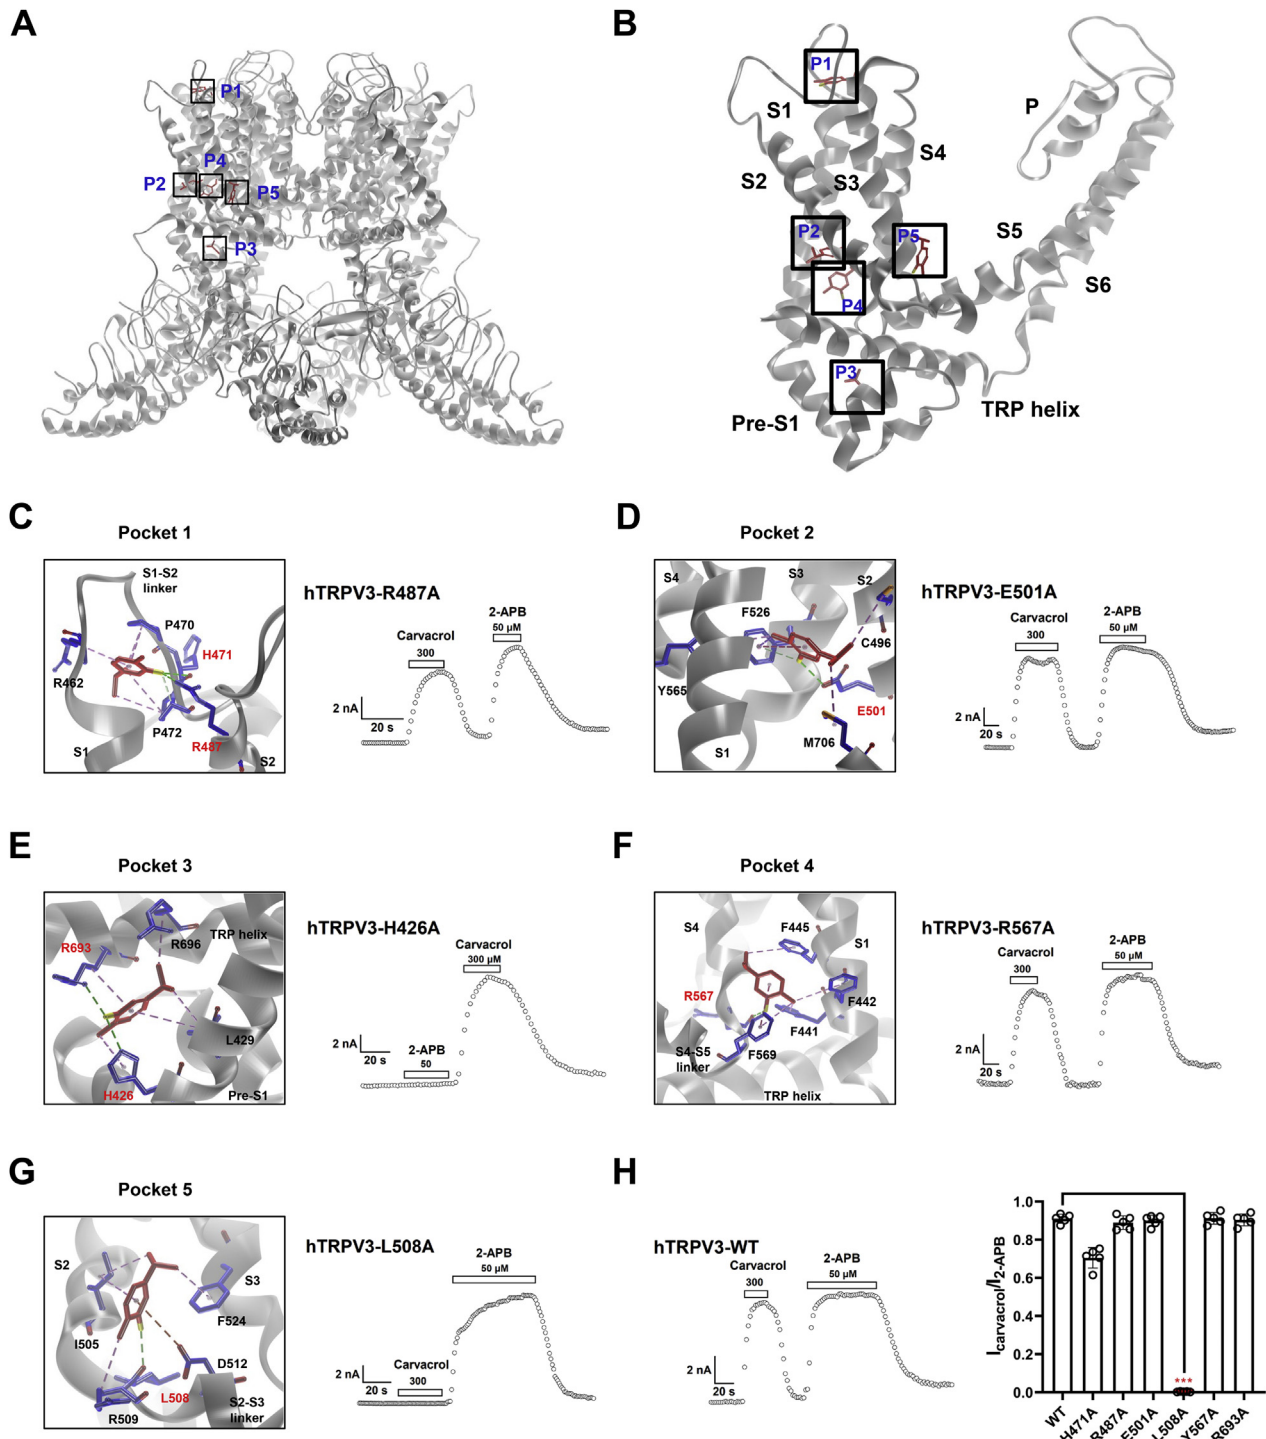 A
P1
P4
P2
P5
P3
B
P1
S1
P
S4
S2
S3
P2
P5
S5
P4
S6
P3
TRP helix
Pre-S1
C
Pocket 1
S1-S2
linker
P470
H471
R462
P472
S1
R487
S2
hTRPV3-R487A
2-APB
50 μM
Carvacrol
300
2 nA
20 s
D
Pocket 2
S4
S3
S2
F526
C496
Y565
E501
S1
M706
hTRPV3-E501A
Carvacrol
300
2-APB
50 μM
2 nA
20 s
E
Pocket 3
R693
R696
TRP helix
L429
H426
Pre-S1
hTRPV3-H426A
Carvacrol
300 μM
2 nA
20 s
2-APB
50
F
Pocket 4
S4
F445
S1
R567
F442
F441
S4-S5
linker
F569
TRP helix
hTRPV3-R567A
Carvacrol
300
2-APB
50 μM
2 nA
20 s
G
Pocket 5
S2
S3
F524
I505
D512
L508
R509
S2-S3
linker
hTRPV3-L508A
2-APB
50 μM
2 nA
20 s
Carvacrol
300
H
hTRPV3-WT
Carvacrol
300
2-APB
50 μM
2 nA
20 s
Icarvacrol/I2-APB
1.0
0.8
0.6
0.4
0.2
0.0
***
WT
H471A
R487A
E501A
L508A
Y567A
R693A